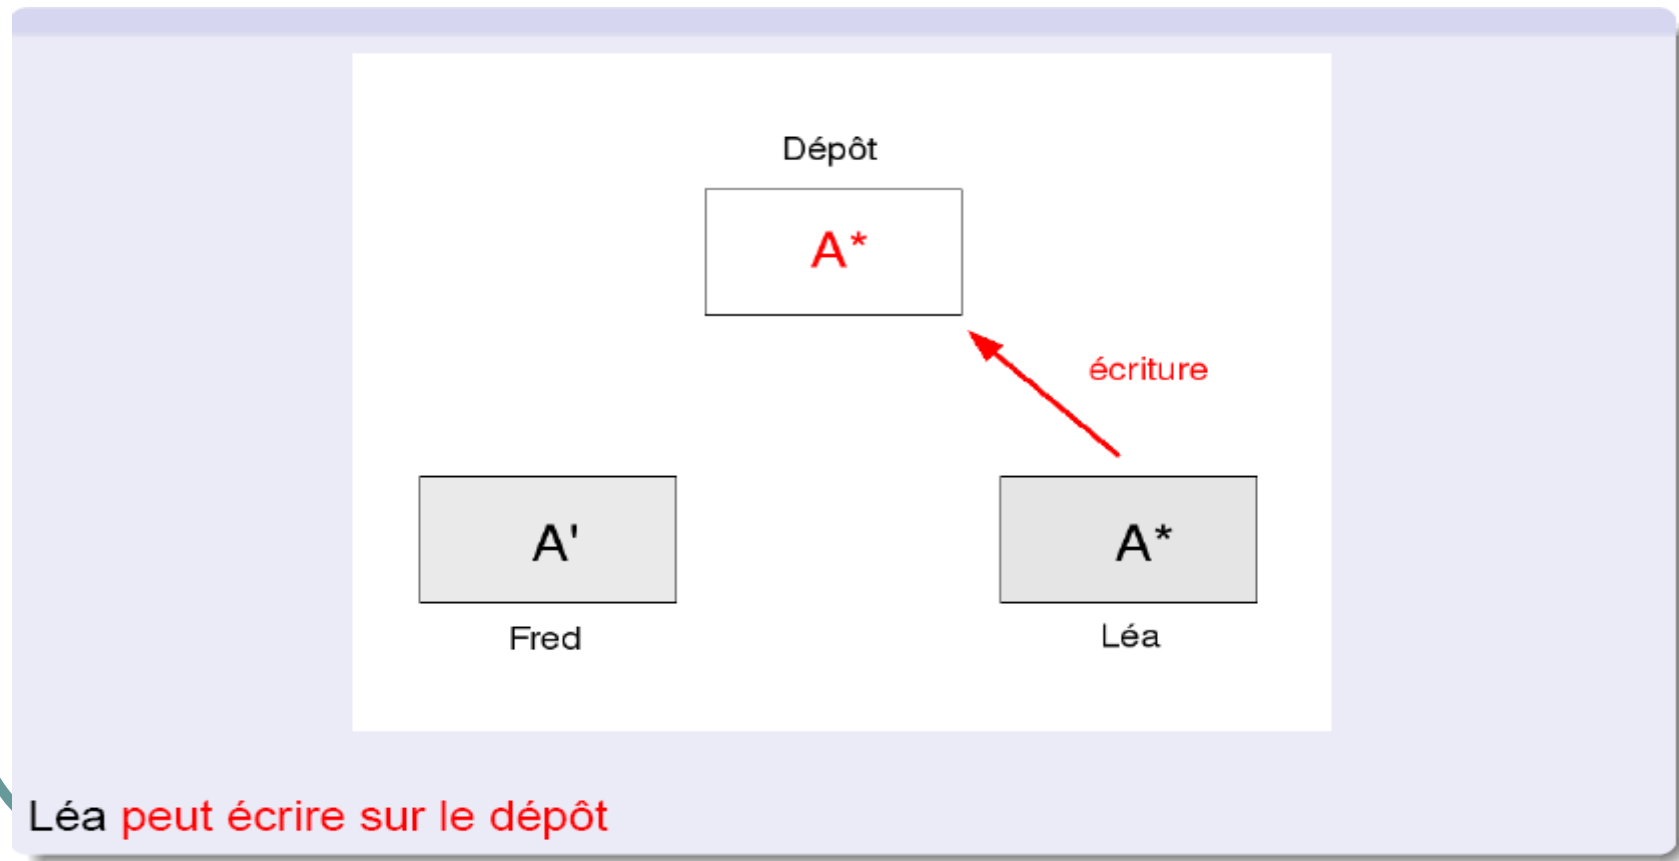 Dépôt
A*
écriture
A'
A*
Fred
Léa
Léa peut écrire sur le dépôt